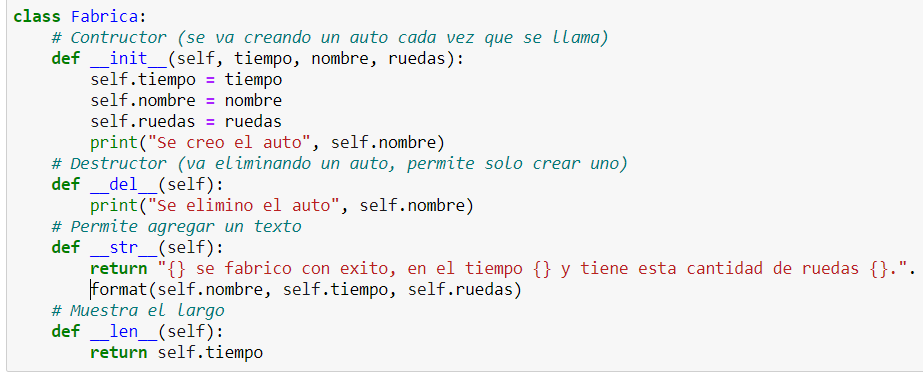 class Fabrica:
    # Contructor (se va creando un auto cada vez que se llama)
    def __init__(self, tiempo, nombre, ruedas):
        self.tiempo = tiempo
        self.nombre = nombre
        self.ruedas = ruedas
        print("Se creo el auto", self.nombre)
    # Destructor (va eliminando un auto, permite solo crear uno)
    def __del__(self):
        print("Se elimino el auto", self.nombre)
    # Permite agregar un texto
    def __str__(self):
        return "{} se fabrico con exito, en el tiempo {} y tiene esta cantidad de ruedas {}.".
        format(self.nombre, self.tiempo, self.ruedas)
    # Muestra el largo
    def __len__(self):
        return self.tiempo